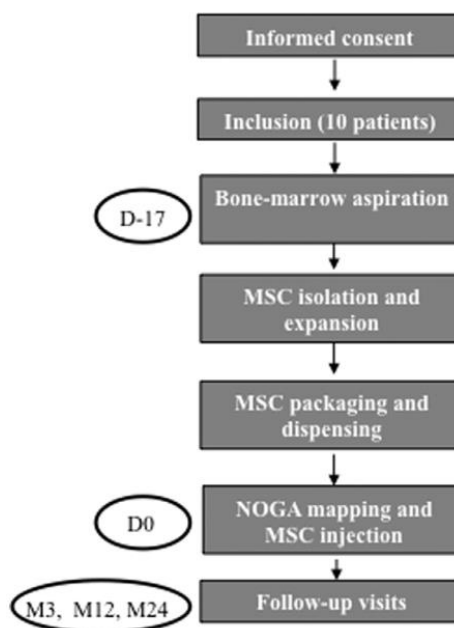 Informed consent
Inclusion (10 patients)
Bone-marrow aspiration
D-17
MSC isolation and
expansion
MSC packaging and
dispensing
NOGA mapping and
MSC injection
D0
Follow-up visits
M3, M12, M24